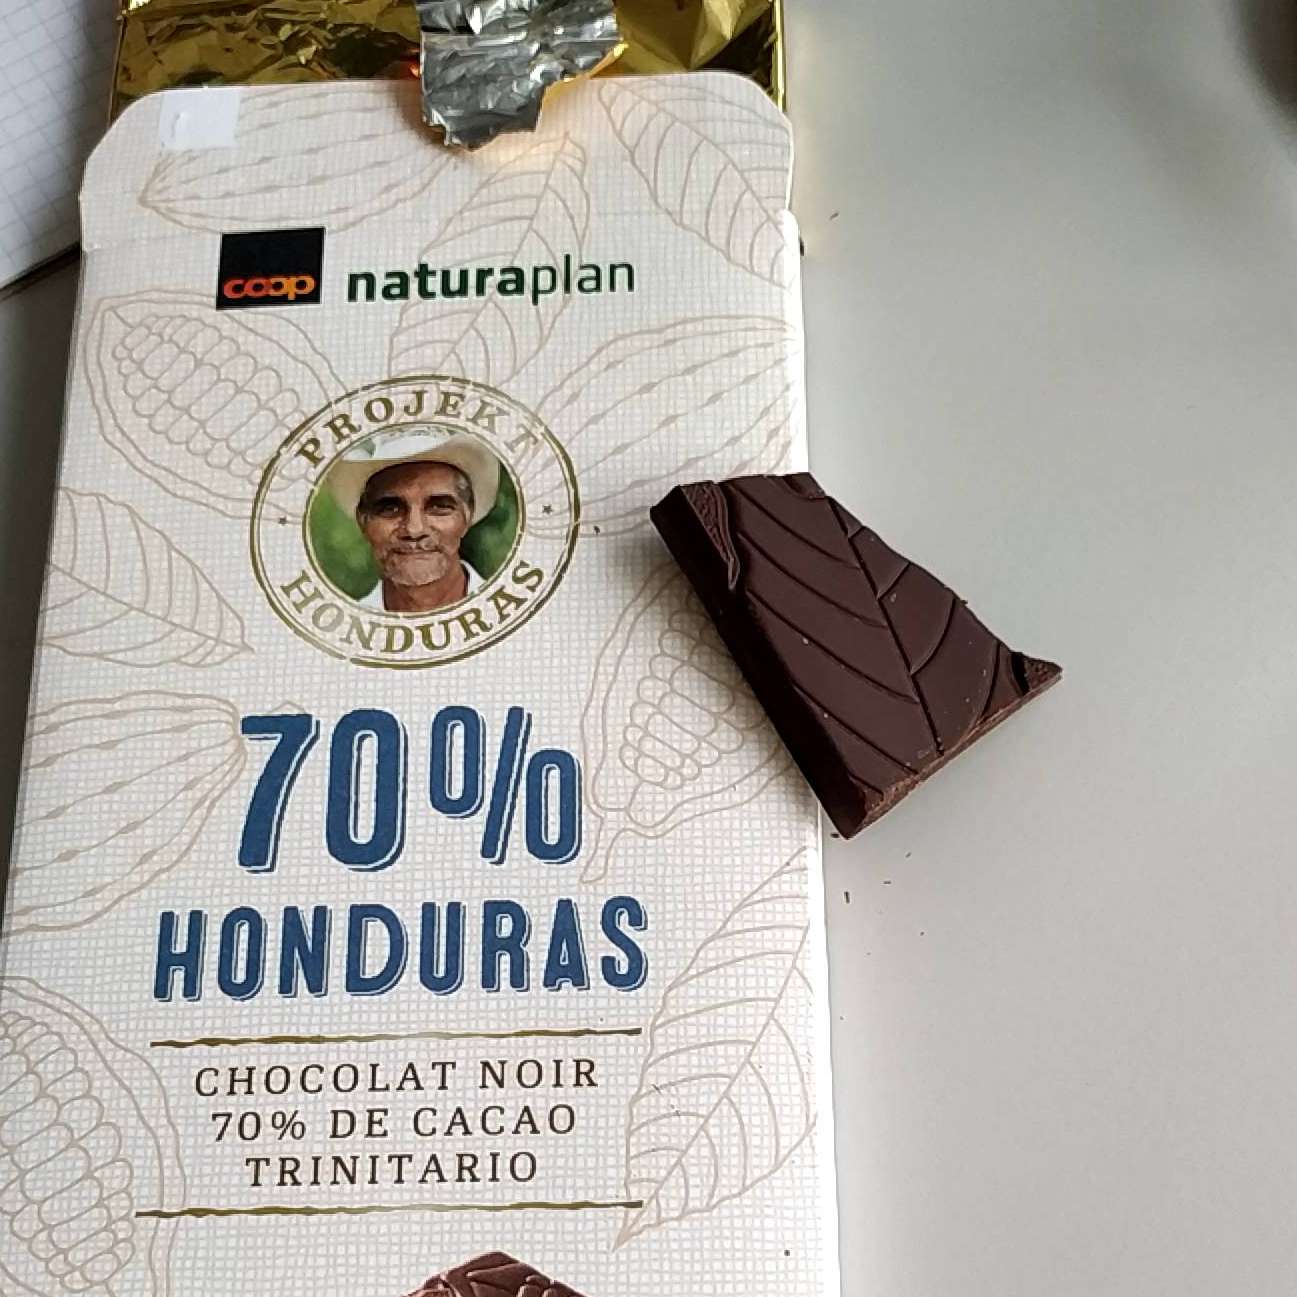 coop naturaplan
PROJEKT
HONDURAS
70%
HONDURAS
CHOCOLAT NOIR
70% DE CACAO
TRINITARIO